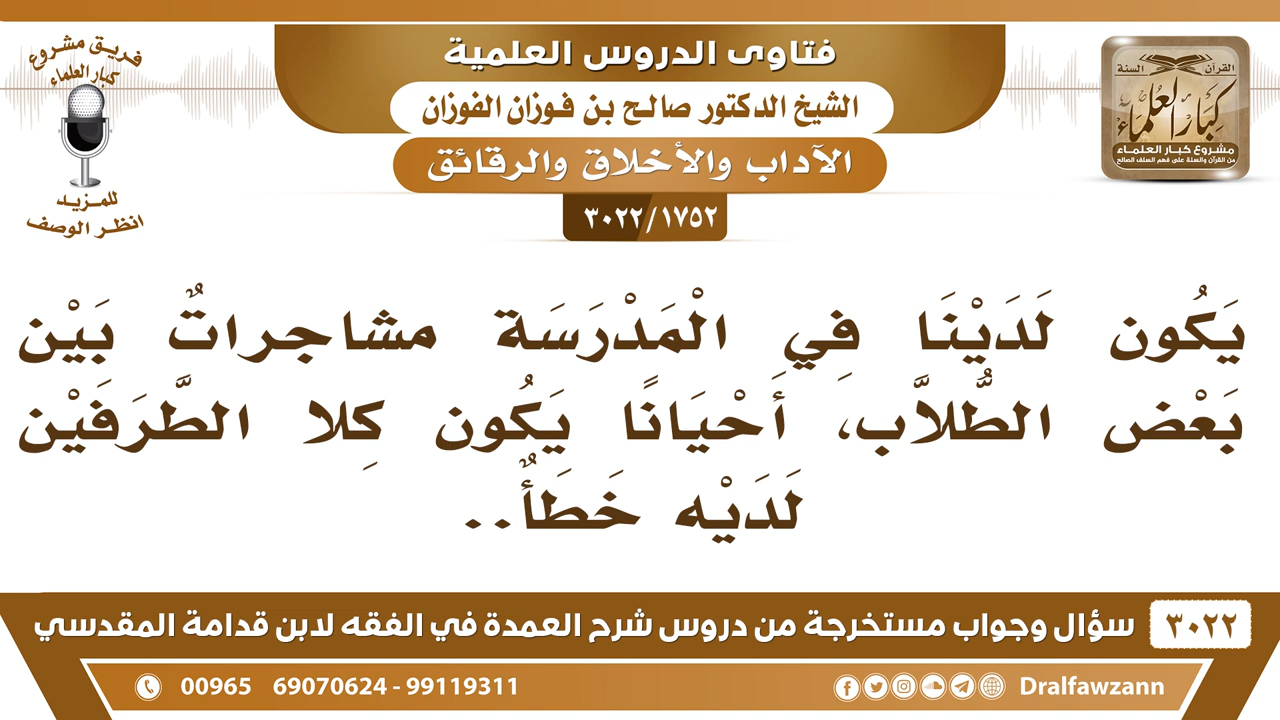 فتاوى الدروس العلمية
الشيخ الدكتور صالح بن فوزان الفوزان
الآداب والأخلاق والرقائق
٣٠٢٢/١٧٥٢
فريق مشروع
كبار العلماء
للمزيد
انظر الوصف
القرآن السنة
كبار العلماء
مشروع كبار العلماء
من القرآن والسنة على فهم السلف الصالح
يَكُون لَدَيْنَا فِي الْمَدْرَسَة مشاجراتٌ بَيْن
بَعْض الطُّلَّابِ، أَحْيَانًا يَكُون كِلا الطَّرَفَيْن
لَدَيْه خَطَأٌ..
سؤال وجواب مستخرجة من دروس شرح العمدة في الفقه لابن قدامة المقدسي
٣٠٢٢
00965 69070624 - 99119311
Dralfawzann